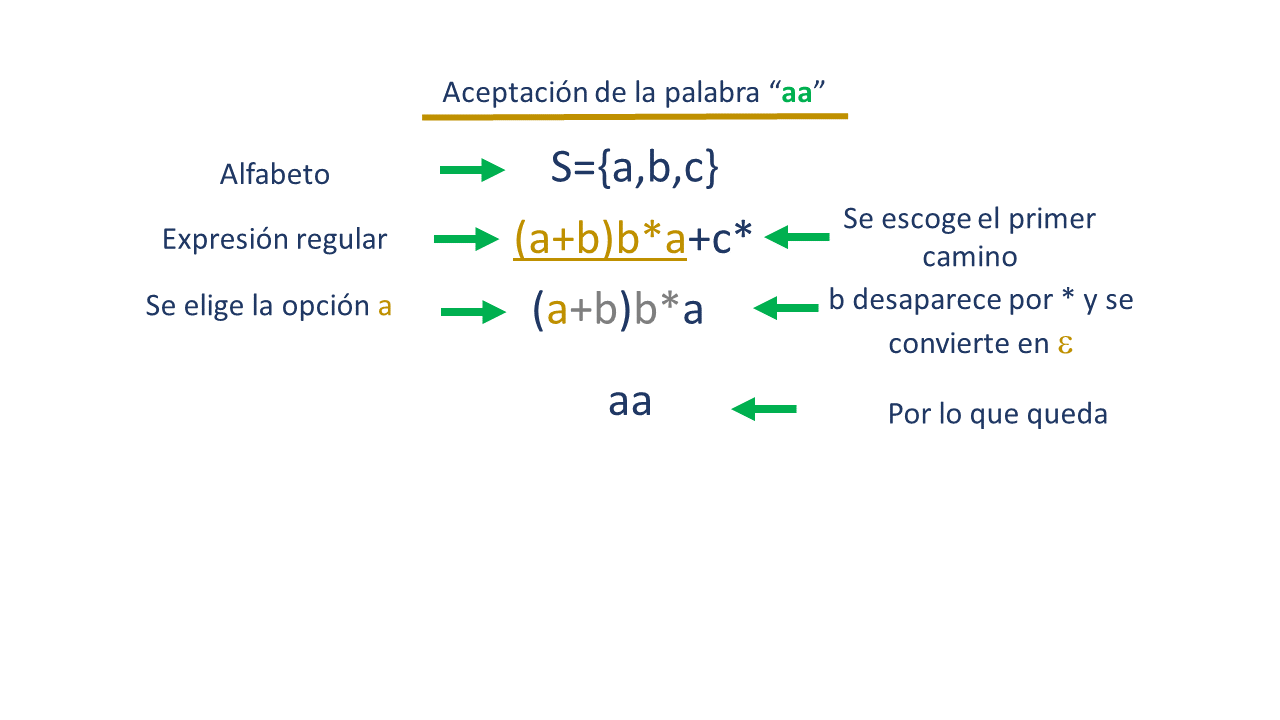 Aceptación de la palabra “aa”
Alfabeto
S={a,b,c}
Expresión regular
(a+b)b*a+c*
Se escoge el primer
camino
Se elige la opción a
(a+b)b*a
b desaparece por * y se
convierte en ε
aa
Por lo que queda